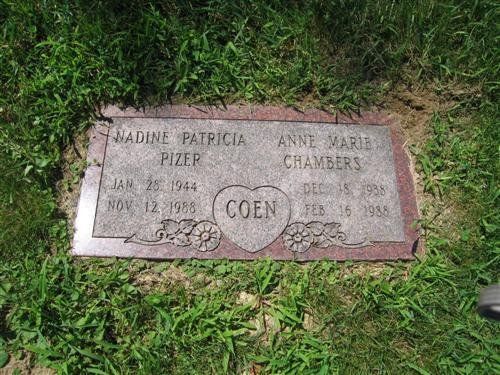 NADINE PATRICIA
PIZER
JAN 28 1944
NOV 12 1988
COEN
ANNE MARIE
CHAMBERS
DEC 18 1938
FEB 16 1988